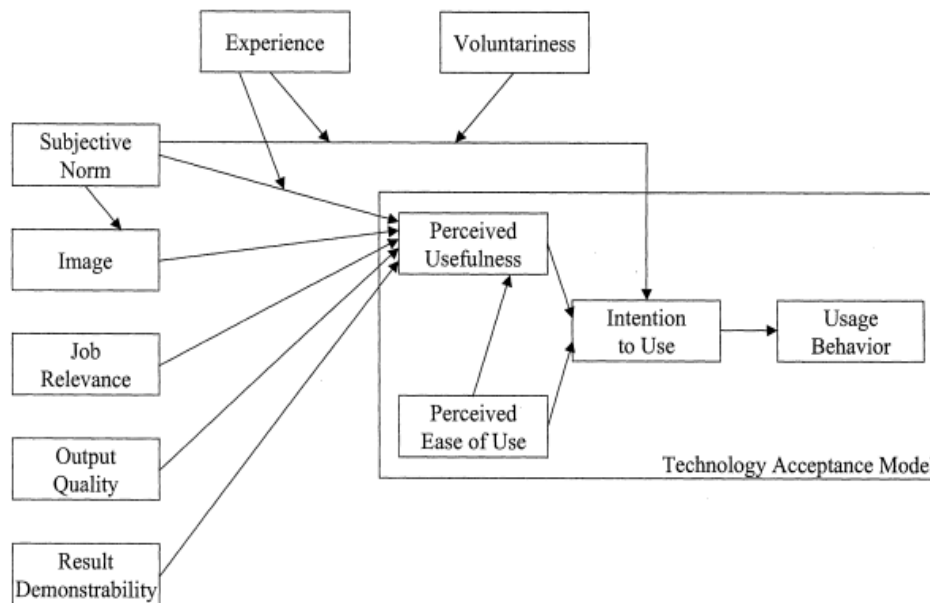 Experience
Voluntariness
Subjective
Norm
Image
Job
Relevance
Output
Quality
Result
Demonstrability
Perceived
Usefulness
Perceived
Ease of Use
Intention
to Use
Usage
Behavior
Technology Acceptance Model